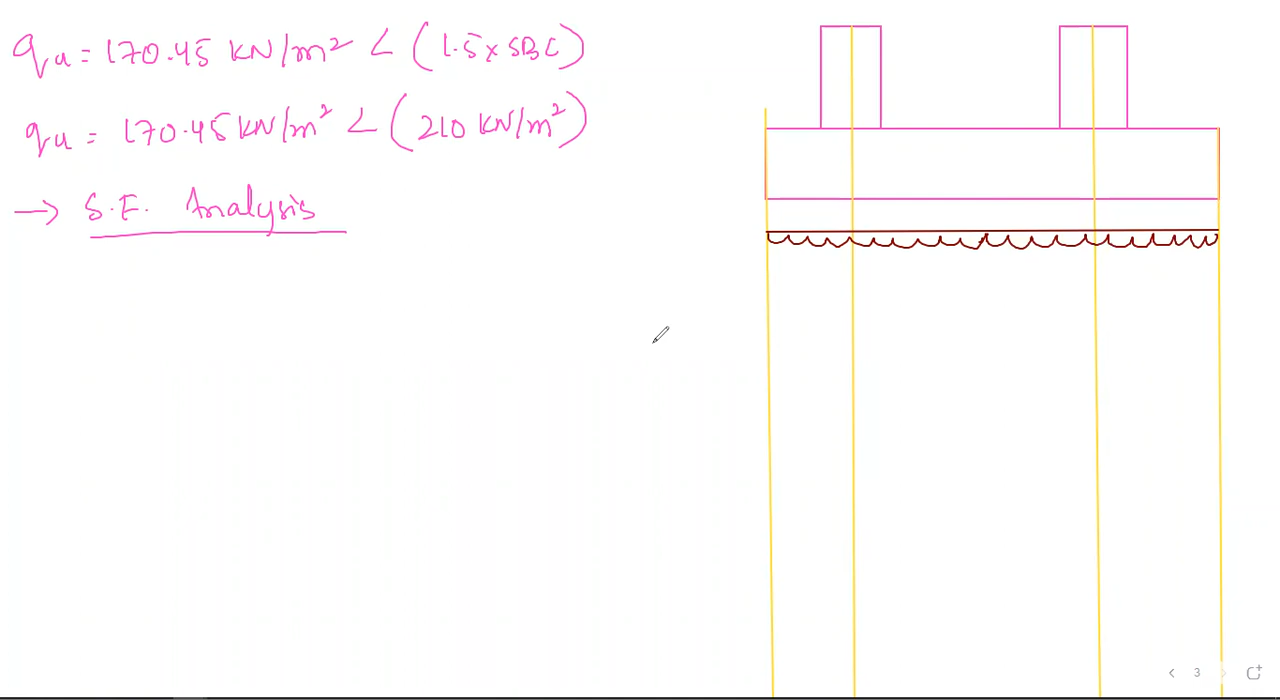 qu = 170.45 KN/m² < (1.5 x SBC)
qu = 170.45 KN/m² < (210 KN/m²)
→ S.F. Analysis
3